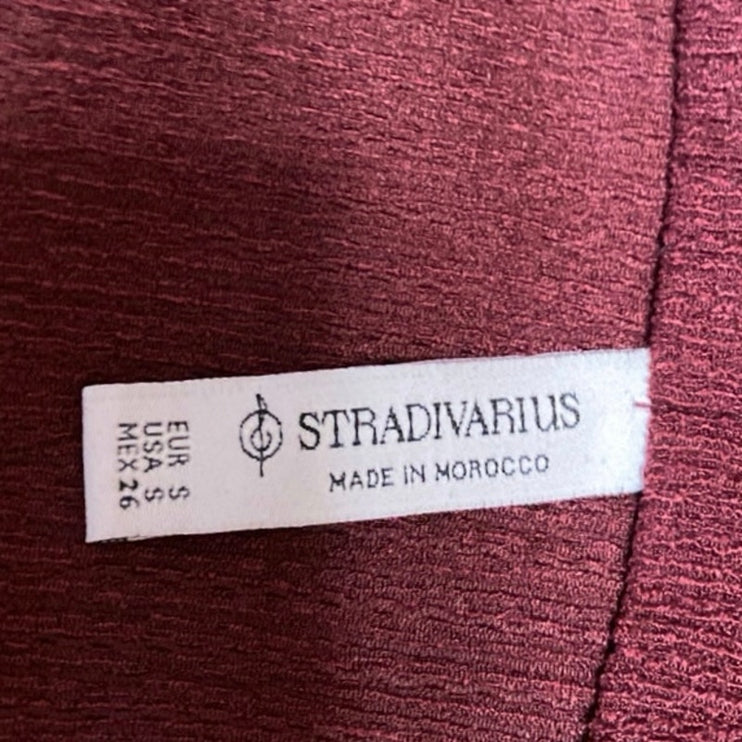 STRADIVARIUS
MADE IN MOROCCO
EUR S
USA S
MEX 26